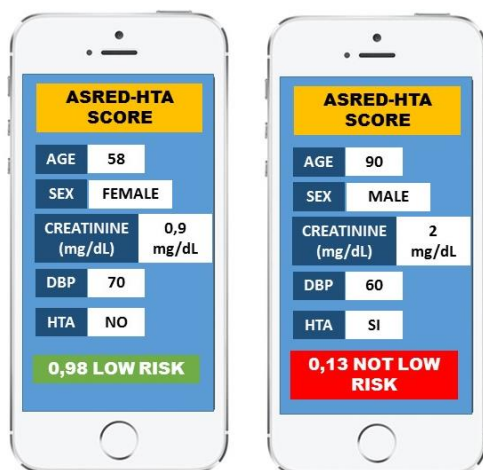 ASRED-HTA
SCORE
AGE 58
SEX FEMALE
CREATININE
(mg/dL) 0,9
mg/dL
DBP 70
HTA NO
0,98 LOW RISK
ASRED-HTA
SCORE
AGE 90
SEX MALE
CREATININE
(mg/dL) 2
mg/dL
DBP 60
HTA SI
0,13 NOT LOW
RISK